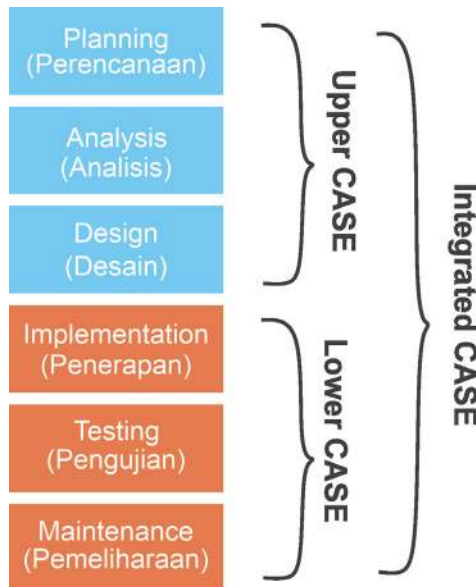 Planning
(Perencanaan)
Analysis
(Analisis)
Design
(Desain)
Implementation
(Penerapan)
Testing
(Pengujian)
Maintenance
(Pemeliharaan)
Upper CASE
Lower CASE
Integrated CASE